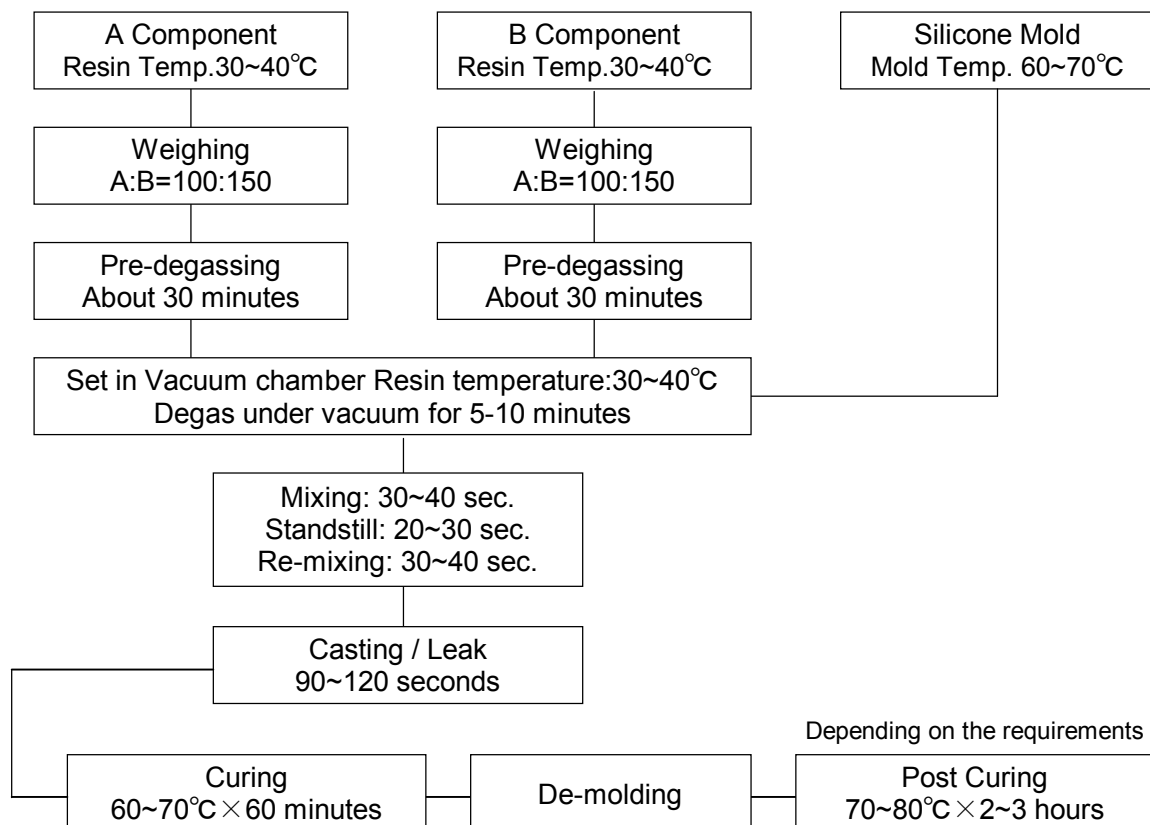 A Component
Resin Temp.30~40℃
B Component
Resin Temp.30~40℃
Silicone Mold
Mold Temp. 60~70℃
Weighing
A:B=100:150
Weighing
A:B=100:150
Pre-degassing
About 30 minutes
Pre-degassing
About 30 minutes
Set in Vacuum chamber Resin temperature:30~40℃
Degas under vacuum for 5-10 minutes
Mixing: 30~40 sec.
Standstill: 20~30 sec.
Re-mixing: 30~40 sec.
Casting / Leak
90~120 seconds
Curing
60~70℃×60 minutes
De-molding
Depending on the requirements
Post Curing
70~80℃×2~3 hours